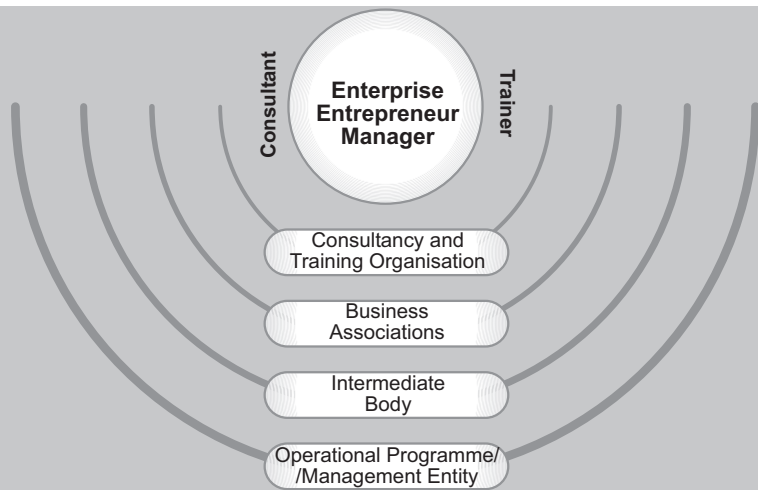 Consultant
Enterprise
Entrepreneur
Manager
Trainer
Consultancy and
Training Organisation
Business
Associations
Intermediate
Body
Operational Programme/
/Management Entity